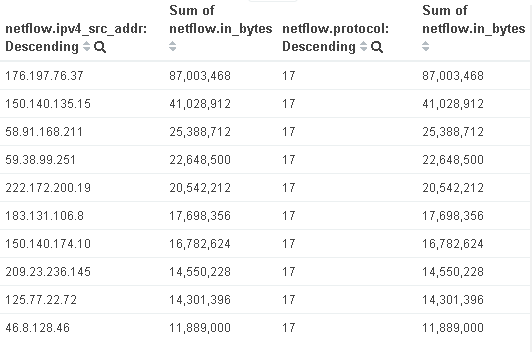 netflow.ipv4_src_addr: Descending Sum of netflow.in_bytes netflow.protocol: Descending Sum of netflow.in_bytes
176.197.76.37 87,003,468 17 87,003,468
150.140.135.15 41,028,912 17 41,028,912
58.91.168.211 25,388,712 17 25,388,712
59.38.99.251 22,648,500 17 22,648,500
222.172.200.19 20,542,212 17 20,542,212
183.131.106.8 17,698,356 17 17,698,356
150.140.174.10 16,782,624 17 16,782,624
209.23.236.145 14,550,228 17 14,550,228
125.77.22.72 14,301,396 17 14,301,396
46.8.128.46 11,889,000 17 11,889,000